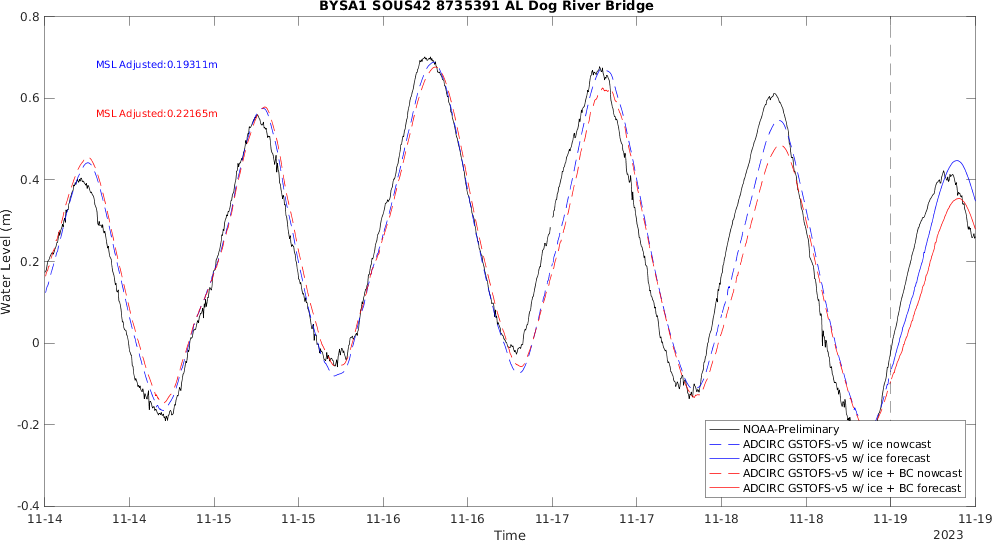 BYSA1 SOUS42 8735391 AL Dog River Bridge
MSL Adjusted:0.19311m
MSL Adjusted:0.22165m
Water Level (m)
0.8
0.6
0.4
0.2
0
-0.2
-0.4
NOAA-Preliminary
ADCIRC GSTOFS-v5 w/ ice nowcast
ADCIRC GSTOFS-v5 w/ ice forecast
ADCIRC GSTOFS-v5 w/ ice + BC nowcast
ADCIRC GSTOFS-v5 w/ ice + BC forecast
11-14 11-14 11-15 11-15 11-16 11-16 11-17 11-17 11-18 11-18 11-19 11-19
Time
2023